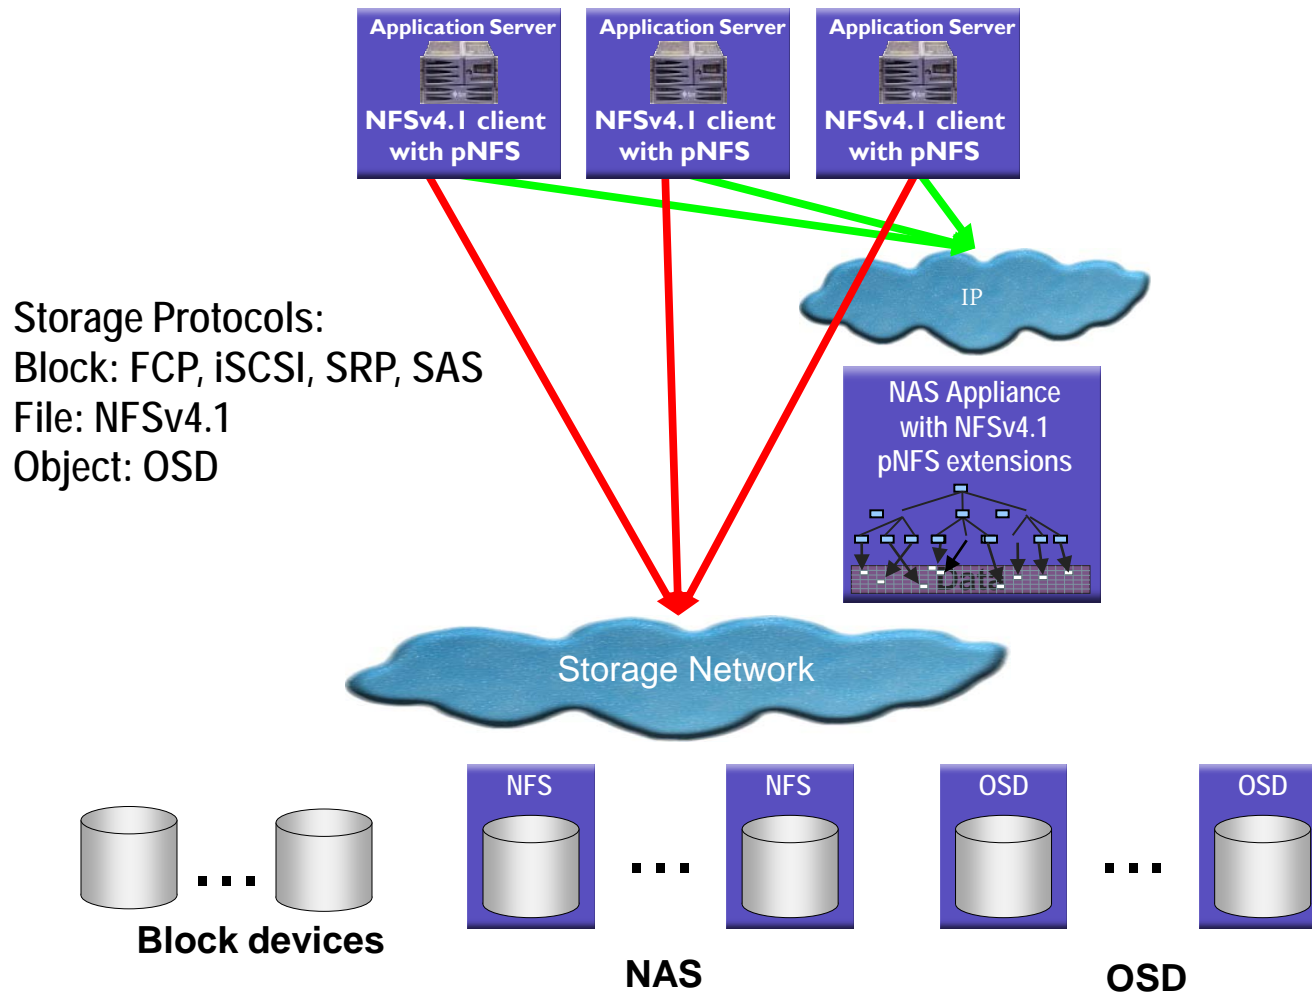 Application Server
NFSv4.1 client
with pNFS
Application Server
NFSv4.1 client
with pNFS
Application Server
NFSv4.1 client
with pNFS
IP
Storage Protocols:
Block: FCP, iSCSI, SRP, SAS
File: NFSv4.1
Object: OSD
NAS Appliance
with NFSv4.1
pNFS extensions
Data
Storage Network
NFS
NFS
OSD
OSD
...
...
...
Block devices
NAS
OSD